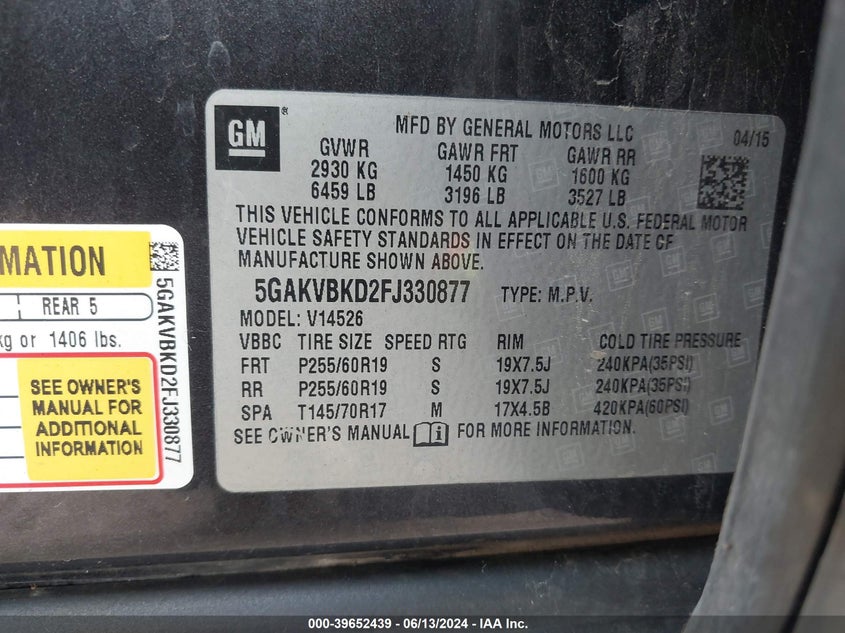 GM
®
MFD BY GENERAL MOTORS LLC
04/15
GVWR GAWR FRT GAWR RR
2930 KG 1450 KG 1600 KG
6459 LB 3196 LB 3527 LB
THIS VEHICLE CONFORMS TO ALL APPLICABLE U.S. FEDERAL MOTOR
VEHICLE SAFETY STANDARDS IN EFFECT ON THE DATE OF
MANUFACTURE SHOWN ABOVE.
5GAKVBKD2FJ330877 TYPE: M.P.V.
MODEL: V14526
VBBC TIRE SIZE SPEED RTG RIM COLD TIRE PRESSURE
FRT P255/60R19 S 19X7.5J 240KPA(35PSI)
RR P255/60R19 S 19X7.5J 240KPA(35PSI)
SPA T145/70R17 M 17X4.5B 420KPA(60PSI)
SEE OWNER'S MANUAL i FOR MORE INFORMATION.
MATION
REAR 5
kg or 1406 lbs.
SEE OWNER'S
MANUAL FOR
ADDITIONAL
INFORMATION
5GAKVBKD2FJ330877
000-39652439 - 06/13/2024 - IAA Inc.